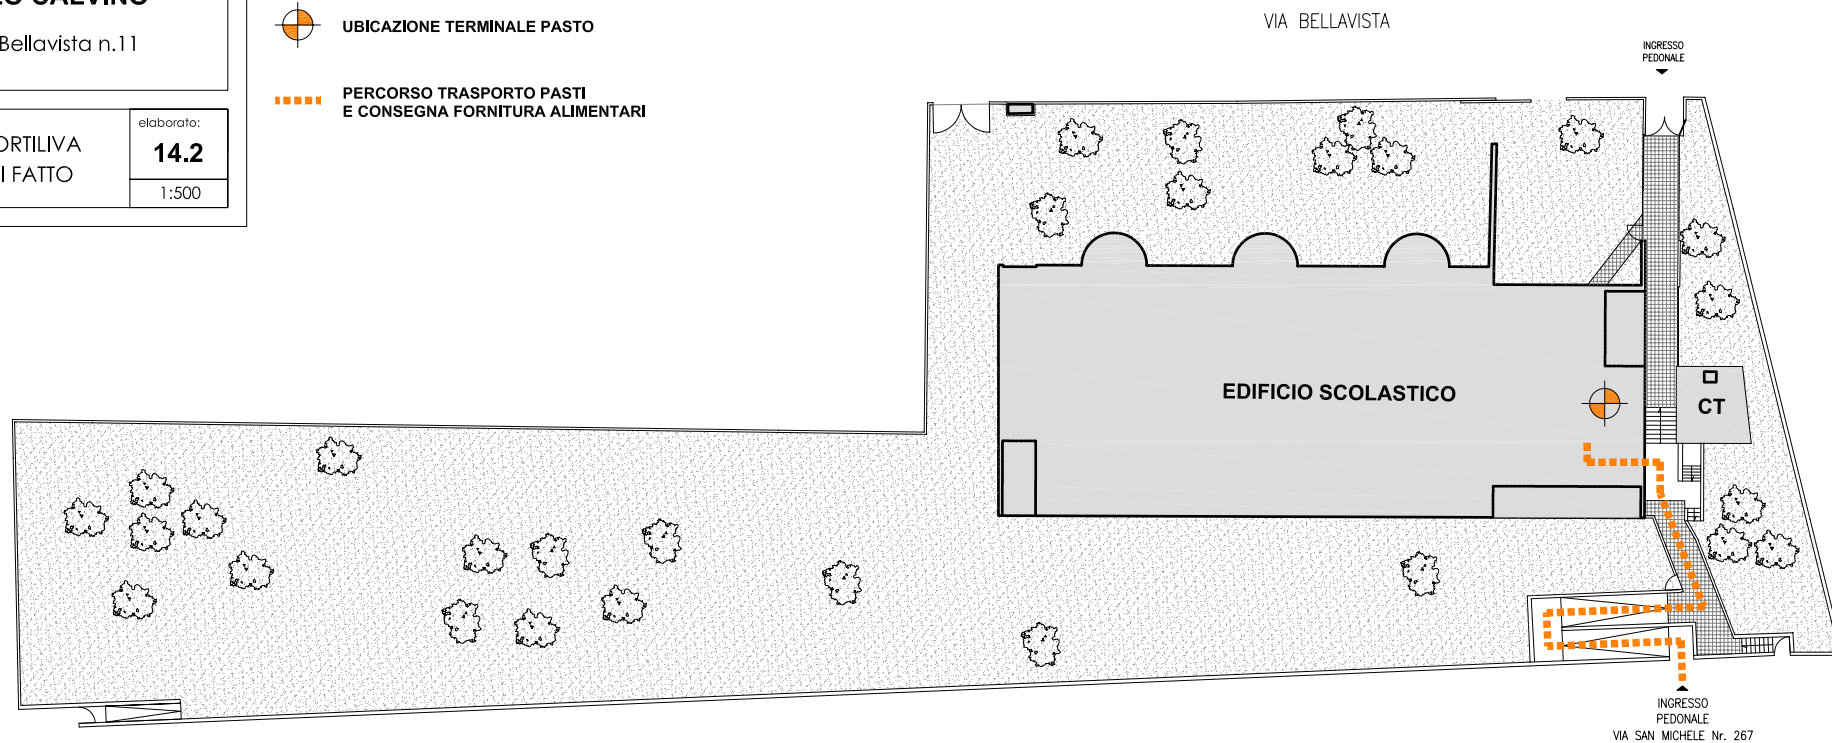 Bellavista n.11
elaborato:
14.2
DI FATTO
1:500
UBICAZIONE TERMINALE PASTO
PERCORSO TRASPORTO PASTI
E CONSEGNA FORNITURA ALIMENTARI
VIA BELLAVISTA
INGRESSO
PEDONALE
EDIFICIO SCOLASTICO
CT
INGRESSO
PEDONALE
VIA SAN MICHELE Nr. 267